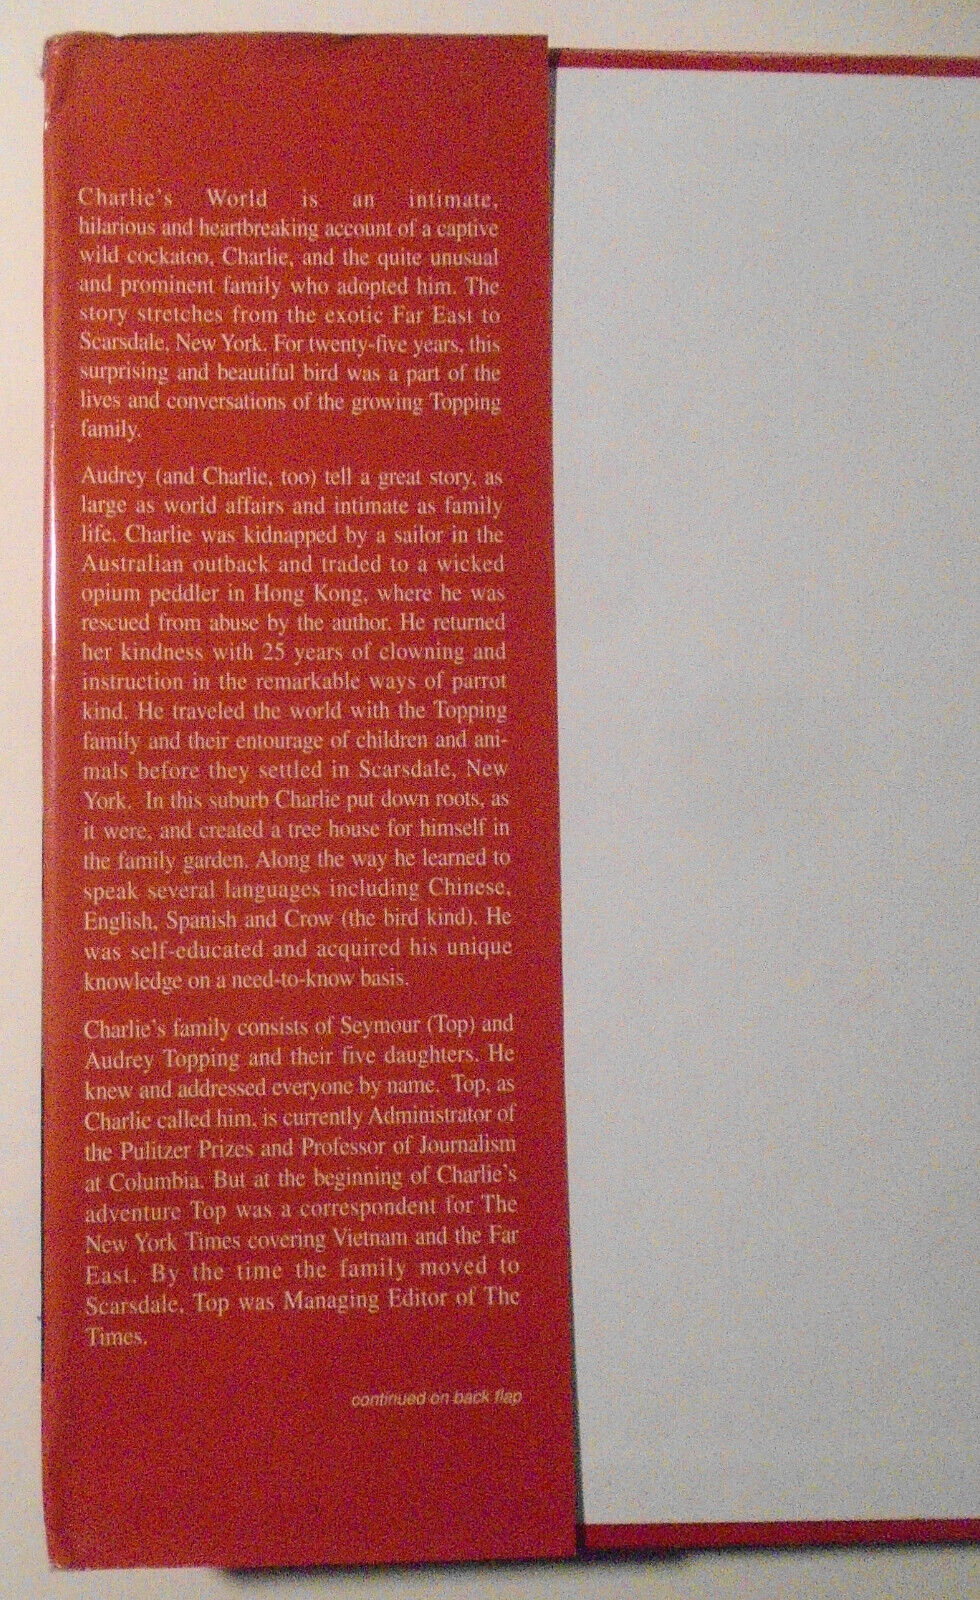 Charlie's World is an intimate,
hilarious and heartbreaking account of a captive
wild cockatoo, Charlie, and the quite unusual
and prominent family who adopted him. The
story stretches from the exotic Far East to
Scarsdale, New York. For twenty-five years, this
surprising and beautiful bird was a part of the
lives and conversations of the growing Topping
family.
Audrey (and Charlie, too) tell a great story, as
large as world affairs and intimate as family
life. Charlie was kidnapped by a sailor in the
Australian outback and traded to a wicked
opium peddler in Hong Kong, where he was
rescued from abuse by the author. He returned
her kindness with 25 years of clowning and
instruction in the remarkable ways of parrot
kind. He traveled the world with the Topping
family and their entourage of children and ani-
mals before they settled in Scarsdale, New
York. In this suburb Charlie put down roots, as
it were, and created a tree house for himself in
the family garden. Along the way he learned to
speak several languages including Chinese,
English, Spanish and Crow (the bird kind). He
was self-educated and acquired his unique
knowledge on a need-to-know basis.
Charlie's family consists of Seymour (Top) and
Audrey Topping and their five daughters. He
knew and addressed everyone by name. Top, as
Charlie called him, is currently Administrator of
the Pulitzer Prizes and Professor of Journalism
at Columbia. But at the beginning of Charlie's
adventure Top was a correspondent for The
New York Times covering Vietnam and the Far
East. By the time the family moved to
Scarsdale, Top was Managing Editor of The
Times.
continued on back flap